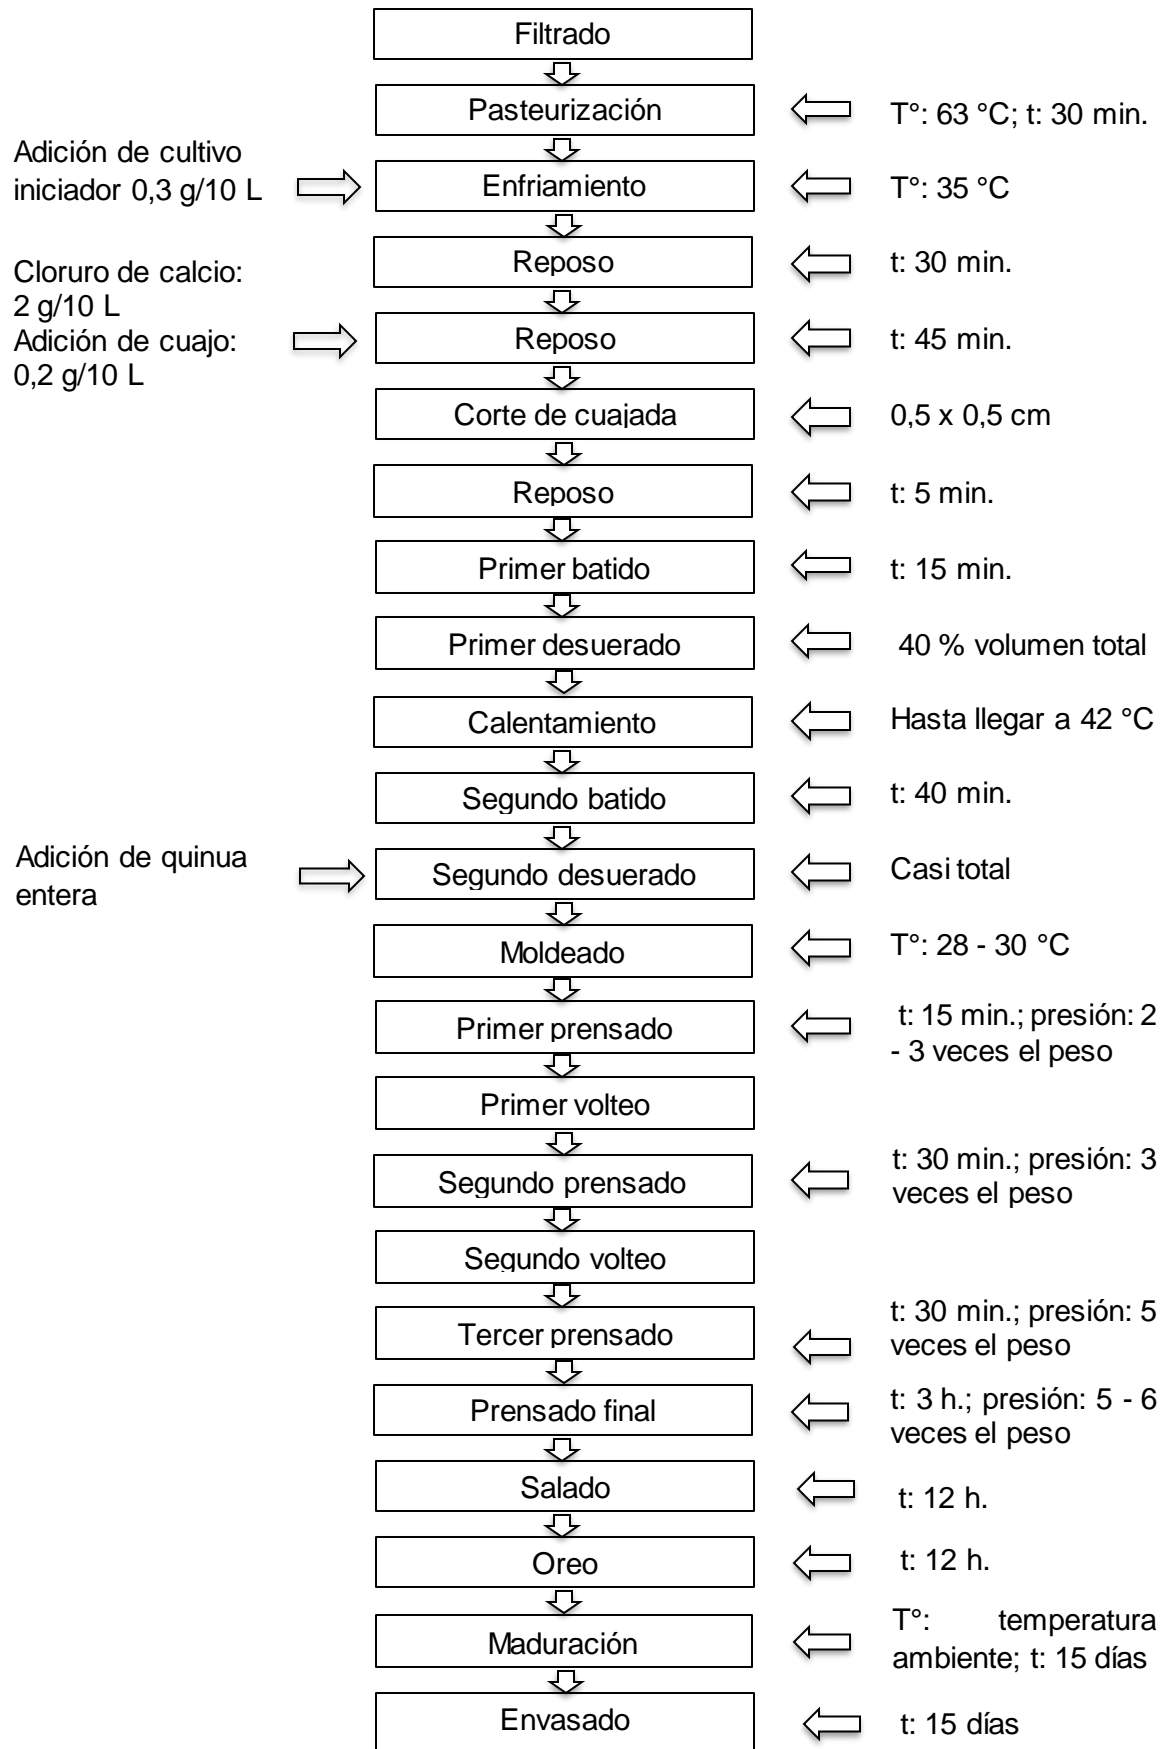 Filtrado
Pasteurización
T°: 63 °C; t: 30 min.
Adición de cultivo
iniciador 0,3 g/10 L
Enfriamiento
T°: 35 °C
Reposo
t: 30 min.
Cloruro de calcio:
2 g/10 L
Adición de cuajo:
0,2 g/10 L
Reposo
t: 45 min.
Corte de cuajada
0,5 x 0,5 cm
Reposo
t: 5 min.
Primer batido
t: 15 min.
Primer desuerado
40 % volumen total
Calentamiento
Hasta llegar a 42 °C
Segundo batido
t: 40 min.
Adición de quinua
entera
Segundo desuerado
Casi total
Moldeado
T°: 28 - 30 °C
Primer prensado
t: 15 min.; presión: 2
- 3 veces el peso
Primer volteo
Segundo prensado
t: 30 min.; presión: 3
veces el peso
Segundo volteo
Tercer prensado
t: 30 min.; presión: 5
veces el peso
Prensado final
t: 3 h.; presión: 5 - 6
veces el peso
Salado
t: 12 h.
Oreo
t: 12 h.
Maduración
T°: temperatura
ambiente; t: 15 días
Envasado
t: 15 días